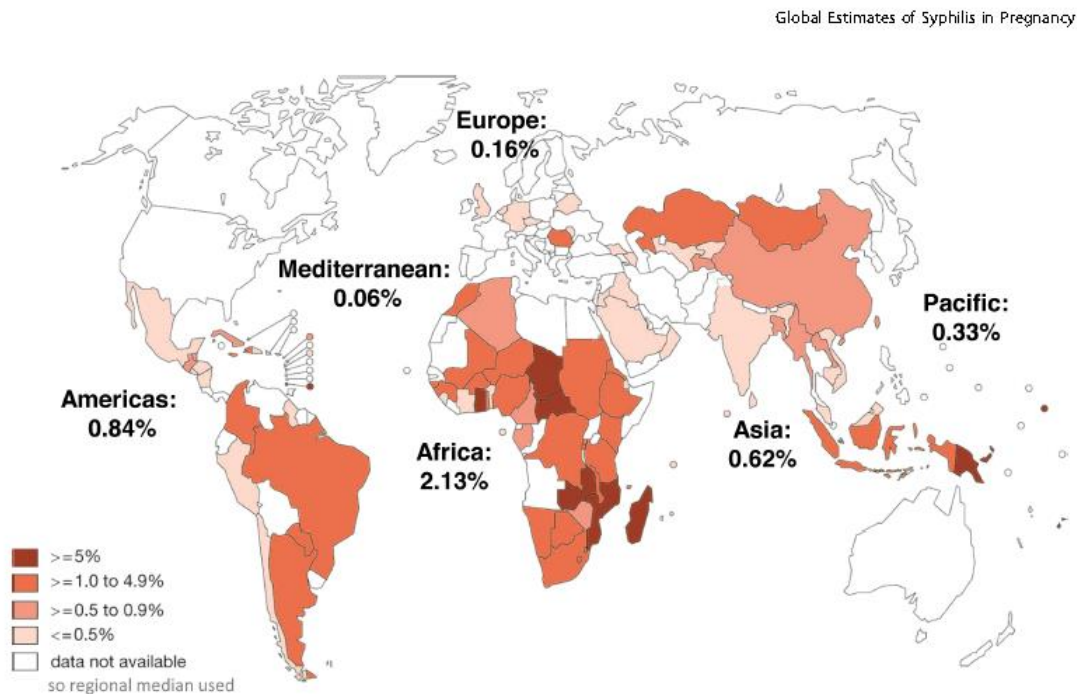 Global Estimates of Syphilis in Pregnancy
Europe:
0.16%
Mediterranean:
0.06%
Pacific:
0.33%
Americas:
0.84%
Africa:
2.13%
Asia:
0.62%
>=5%
>=1.0 to 4.9%
>=0.5 to 0.9%
<=0.5%
data not available
so regional median used